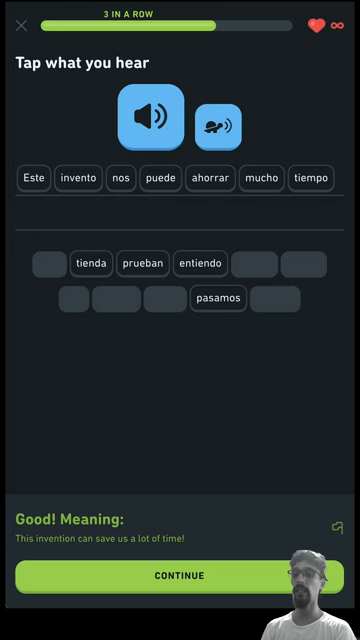 3 IN A ROW
Tap what you hear
Este invento nos puede ahorrar mucho tiempo
tienda prueban entiendo
pasamos
Good! Meaning:
This invention can save us a lot of time!
CONTINUE